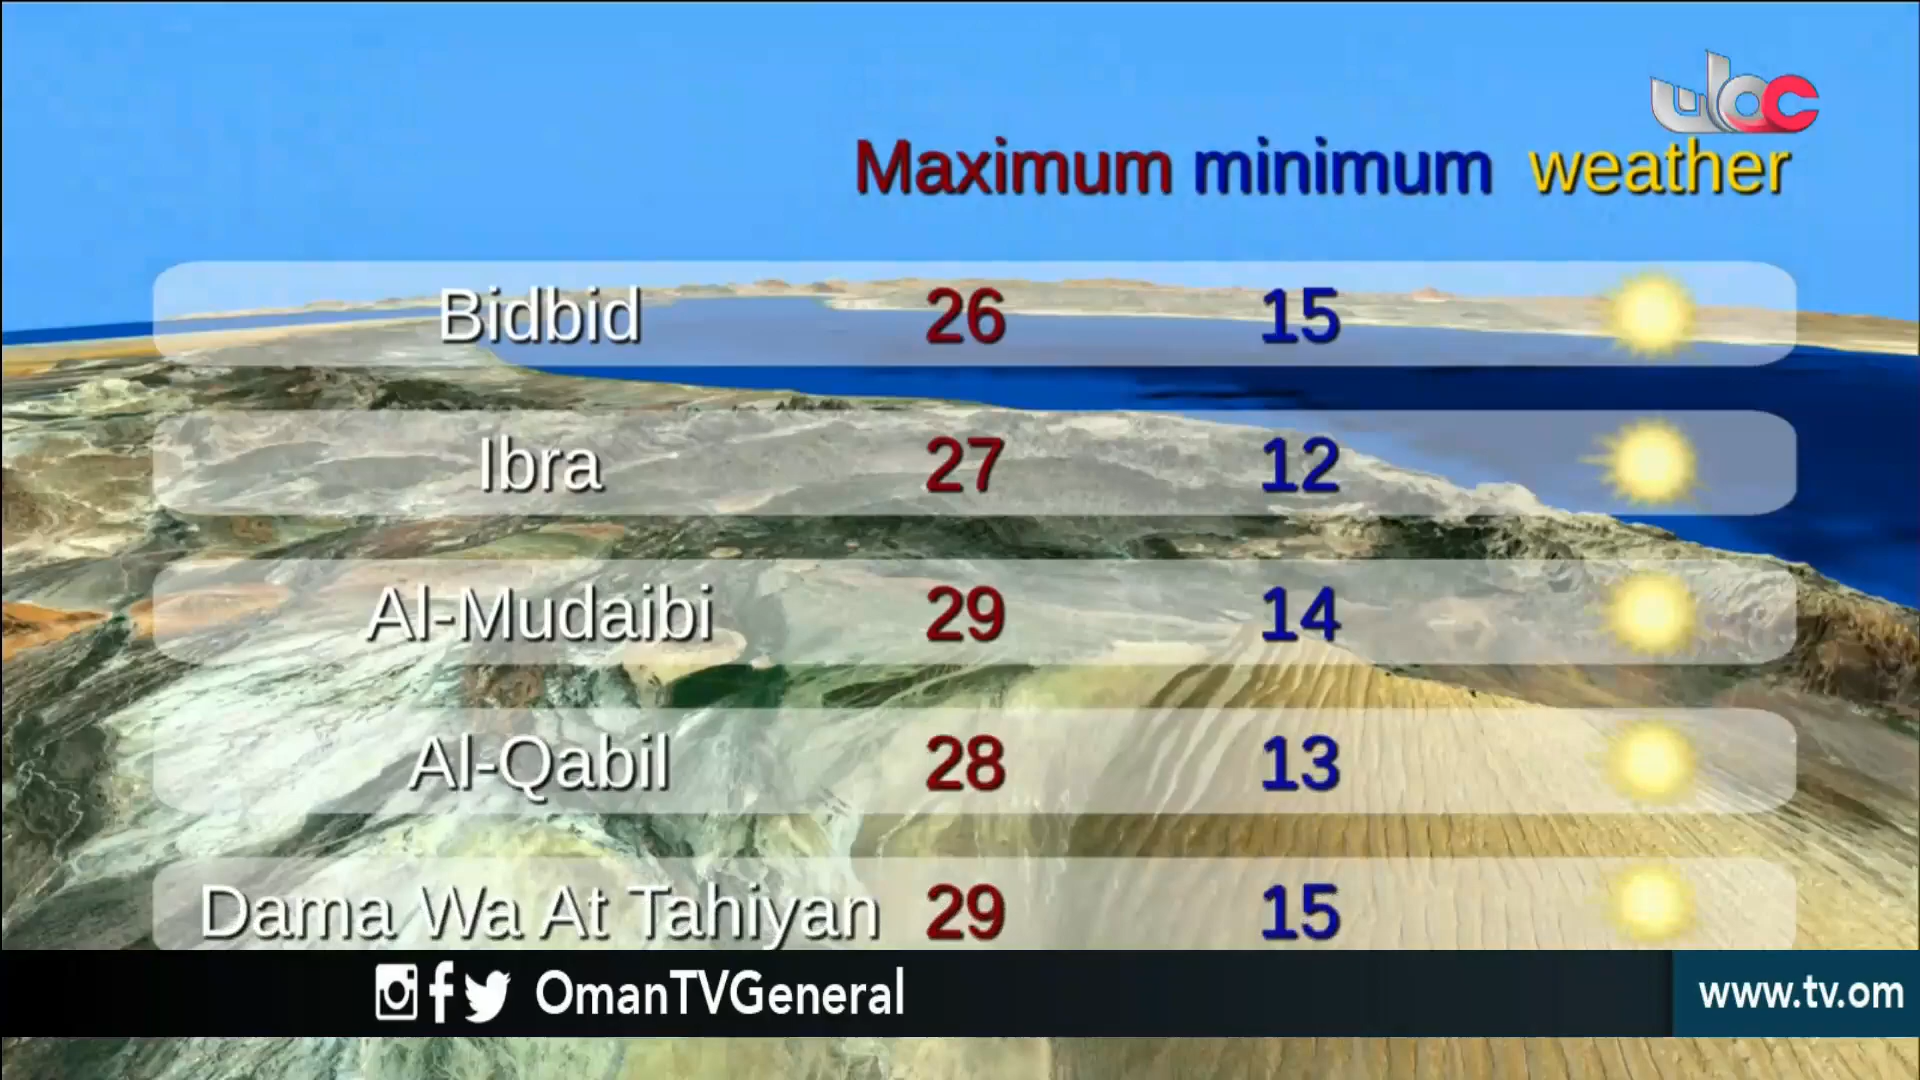 عمان
Maximum minimum weather
Bidbid 26 15
Ibra 27 12
Al-Mudaibi 29 14
Al-Qabil 28 13
Dama Wa At Tahiyan 29 15
OmanTVGeneral
www.tv.om